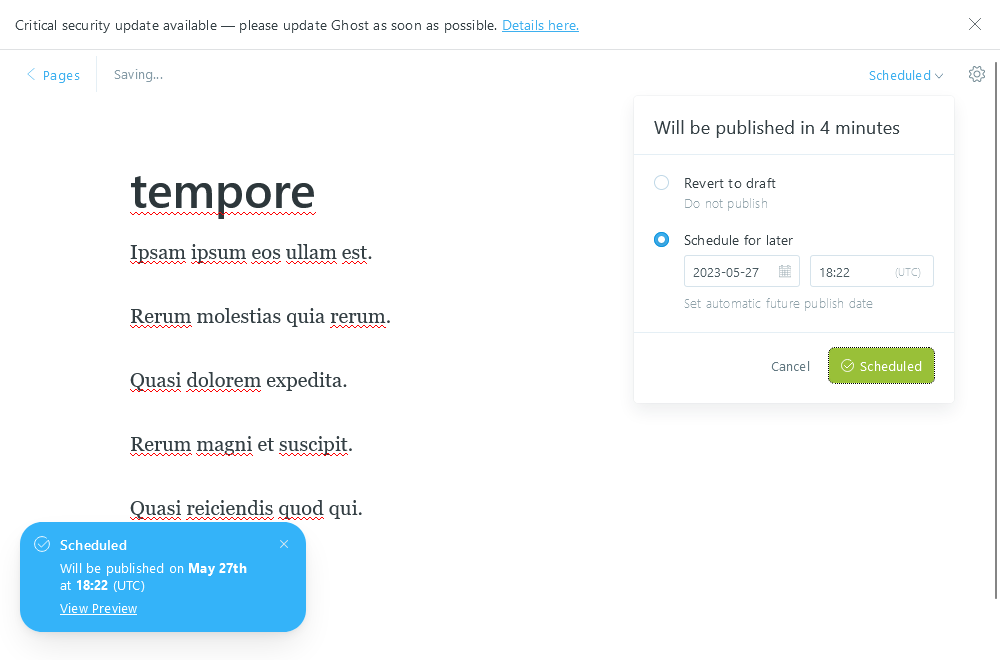 Critical security update available — please update Ghost as soon as possible. Details here.
Pages
Saving...
Scheduled
Will be published in 4 minutes
Revert to draft
Do not publish
Schedule for later
2023-05-27
18:22
(UTC)
Set automatic future publish date
Cancel
Scheduled
tempore
Ipsam ipsum eos ullam est.
Rerum molestias quia rerum.
Quasi dolorem expedita.
Rerum magni et suscipit.
Quasi reiciendis quod qui.
Scheduled
Will be published on May 27th
at 18:22 (UTC)
View Preview